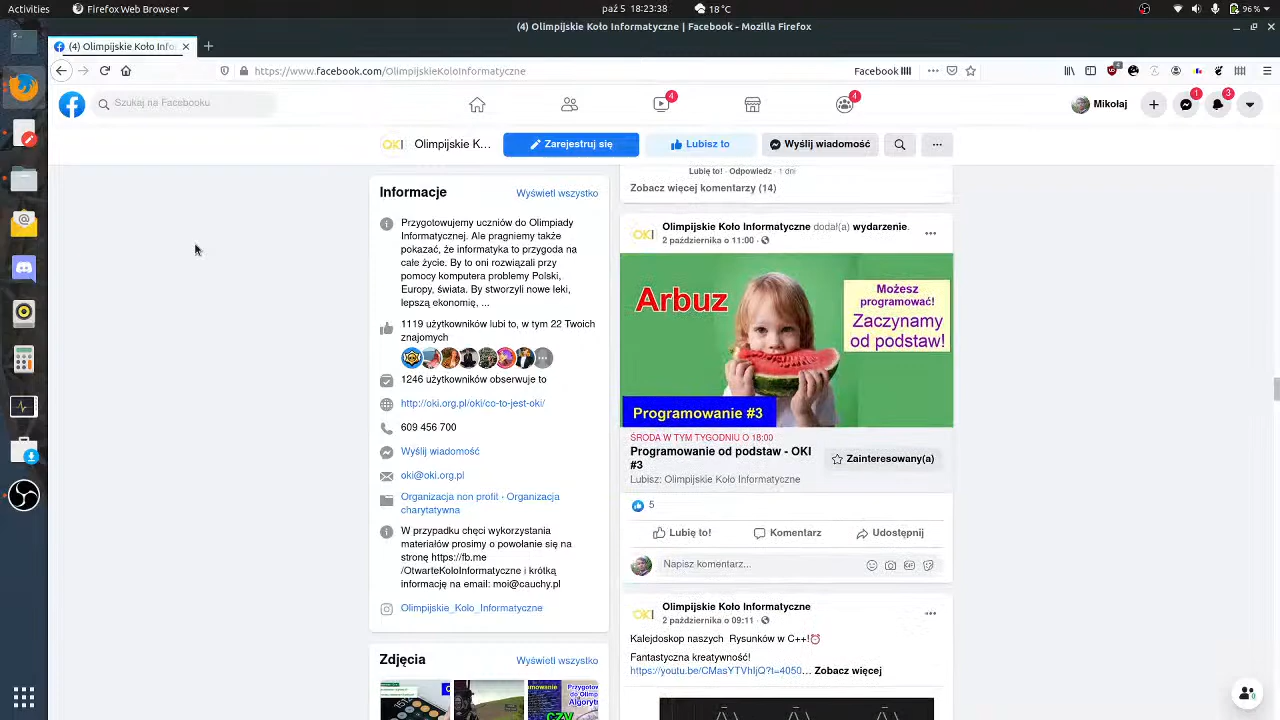 Activities
Firefox Web Browser
paź 5 18:23:38
18°C
96 %
(4) Olimpijskie Koło Informatyczne | Facebook - Mozilla Firefox
(4) Olimpijskie Koło Info
https://www.facebook.com/OlimpijskieKoloInformatyczne
Facebook
4
Szukaj na Facebooku
4
4
Mikołaj
1
3
OKI
Olimpijskie K...
Zarejestruj się
Lubisz to
Wyślij wiadomość
Informacje
Wyświetl wszystko
Przygotowujemy uczniów do Olimpiady
Informatycznej. Ale pragniemy także
pokazać, że informatyka to przygoda na
całe życie. By to oni rozwiązali przy
pomocy komputera problemy Polski,
Europy, świata. By stworzyli nowe leki,
lepszą ekonomię, ...
1119 użytkowników lubi to, w tym 22 Twoich
znajomych
1246 użytkowników obserwuje to
http://oki.org.pl/oki/co-to-jest-oki/
609 456 700
Wyślij wiadomość
oki@oki.org.pl
Organizacja non profit · Organizacja
charytatywna
W przypadku chęci wykorzystania
materiałów prosimy o powołanie się na
stronę https://fb.me
/OtwarteKoloInformatyczne i krótką
informację na email: moi@cauchy.pl
Olimpijskie_Kolo_Informatyczne
Zdjęcia
Wyświetl wszystko
Lubię to! · Odpowiedz · 1 dni
Zobacz więcej komentarzy (14)
OKI
Olimpijskie Koło Informatyczne dodał(a) wydarzenie.
2 października o 11:00
Arbuz
Możesz
programować!
Zaczynamy
od podstaw!
Programowanie #3
ŚRODA W TYM TYGODNIU O 18:00
Programowanie od podstaw - OKI
#3
Lubisz: Olimpijskie Koło Informatyczne
Zainteresowany(a)
5
Lubię to!
Komentarz
Udostępnij
Napisz komentarz...
OKI
Olimpijskie Koło Informatyczne
2 października o 09:11
Kalejdoskop naszych Rysunków w C++!⏰
Fantastyczna kreatywność!
https://youtu.be/CMasYTVhIjQ?t=4050... Zobacz więcej